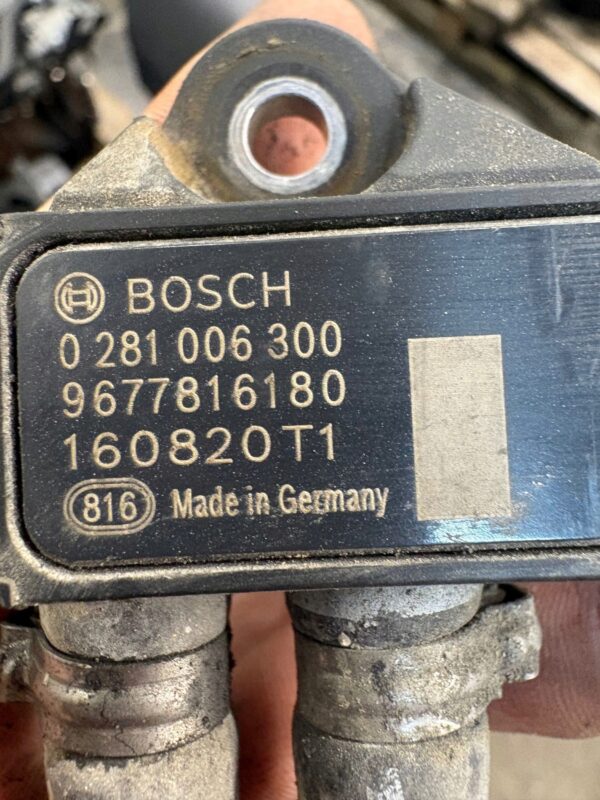 BOSCH
0 281 006 300
9677816180
160820T1
816 Made in Germany